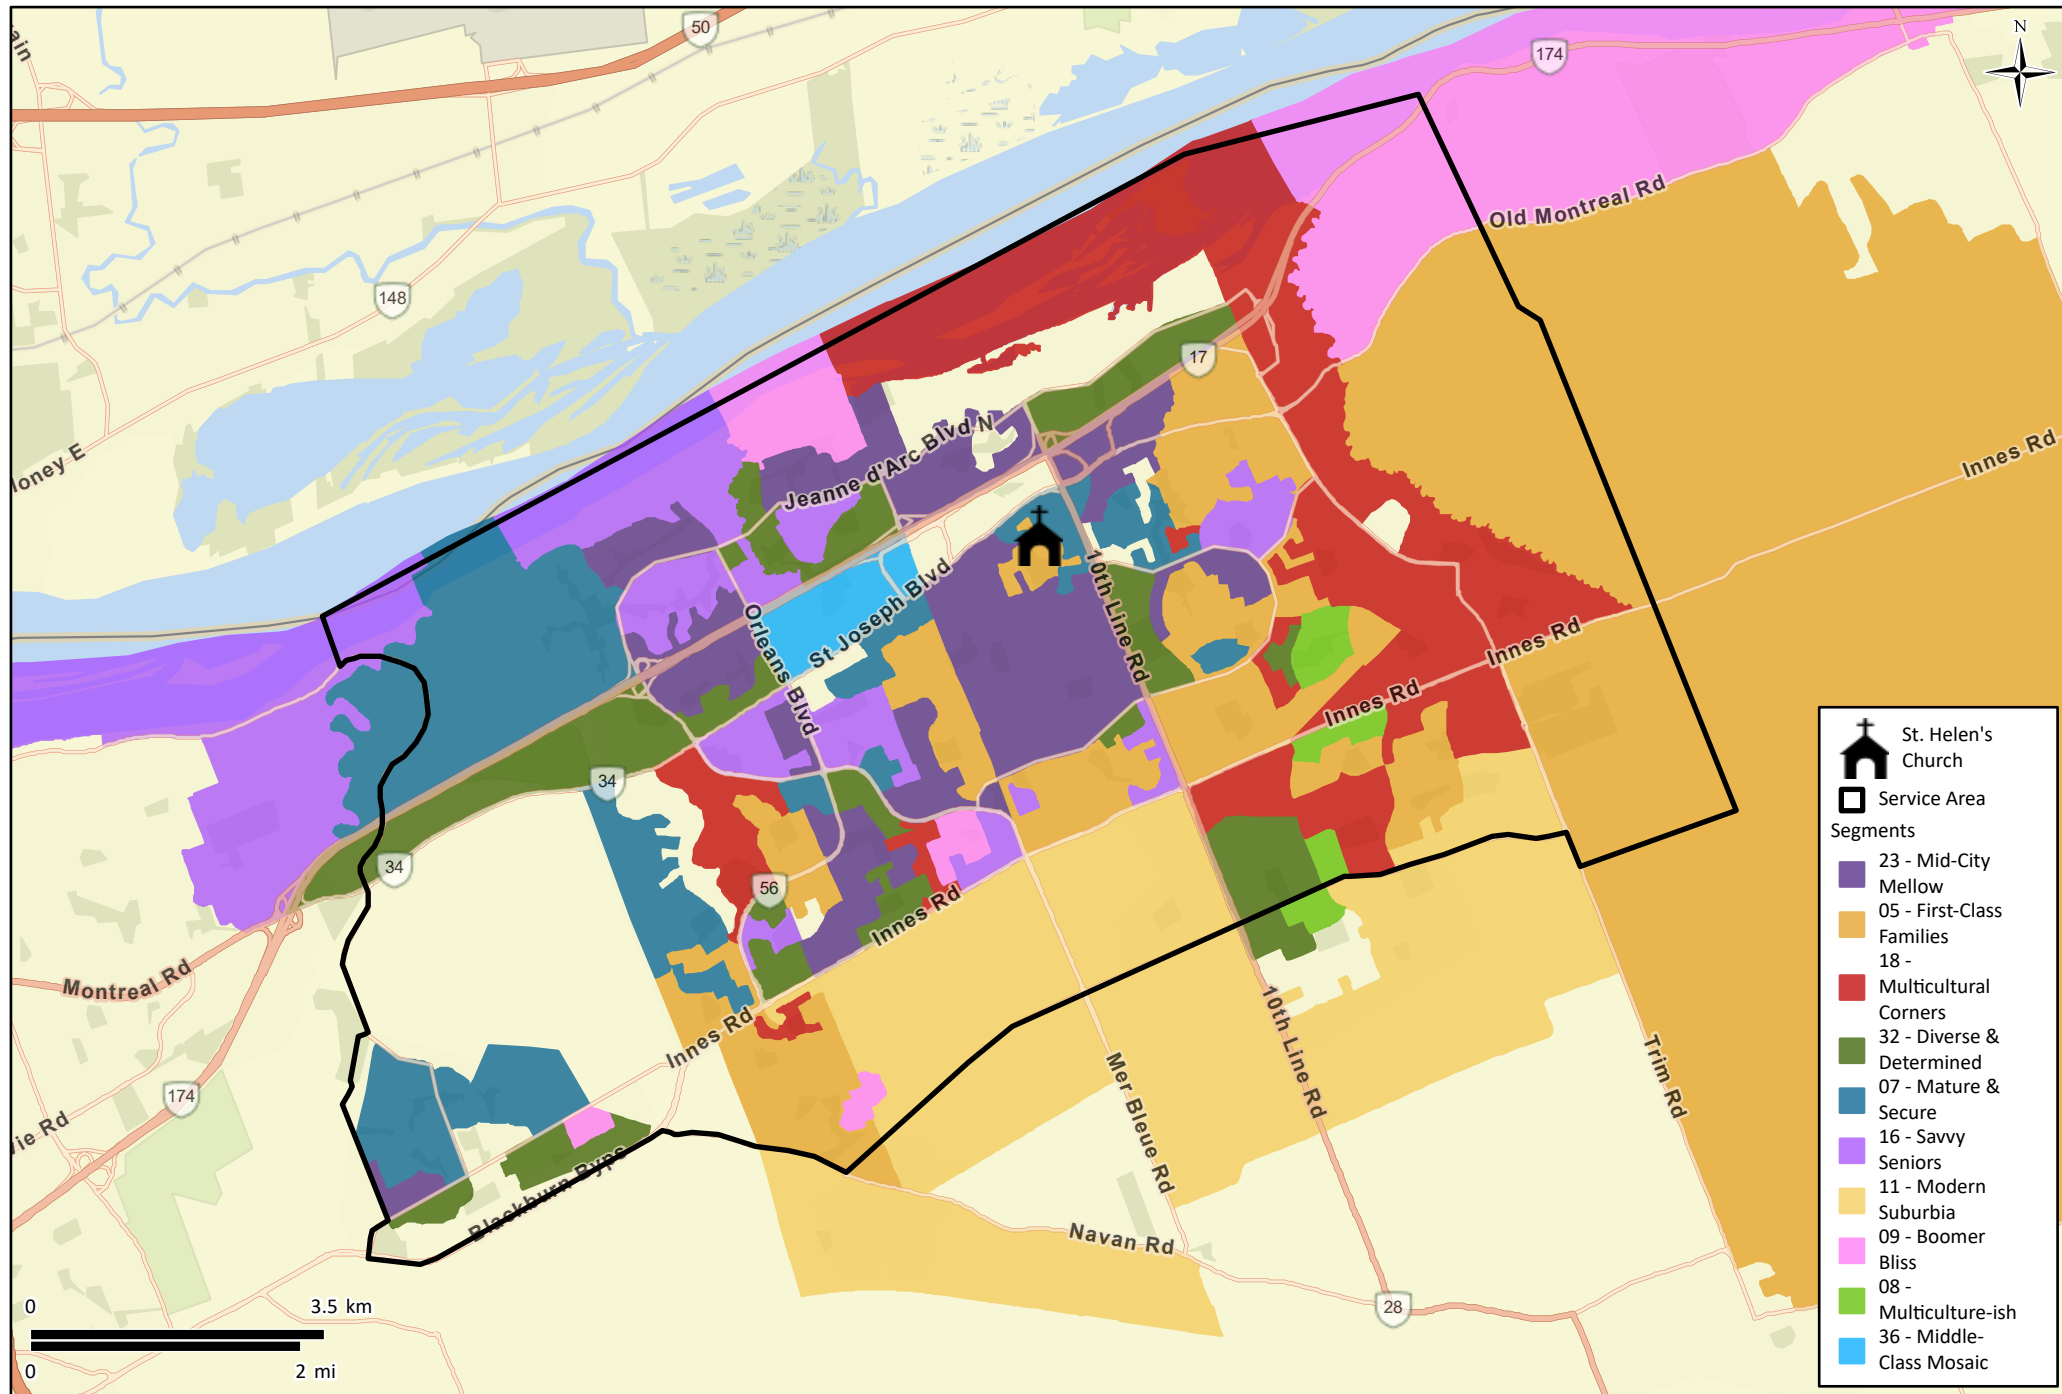 50
174
N
ain
Old Montreal Rd
148
17
Jeanne d'Arc Blvd N
Innes Rd
loney E
10th Line Rd
St Joseph Blvd
Orleans Blvd
Innes Rd
Innes Rd
34
34
56
Innes Rd
Montreal Rd
Innes Rd
10th Line Rd
Mer Bleue Rd
Trim Rd
174
vie Rd
Blackburn Byps
Navan Rd
28
St. Helen's
Church
Service Area
Segments
23 - Mid-City
Mellow
05 - First-Class
Families
18 -
Multicultural
Corners
32 - Diverse &
Determined
07 - Mature &
Secure
16 - Savvy
Seniors
11 - Modern
Suburbia
09 - Boomer
Bliss
08 -
Multiculture-ish
36 - Middle-
Class Mosaic
0 3.5 km
0 2 mi